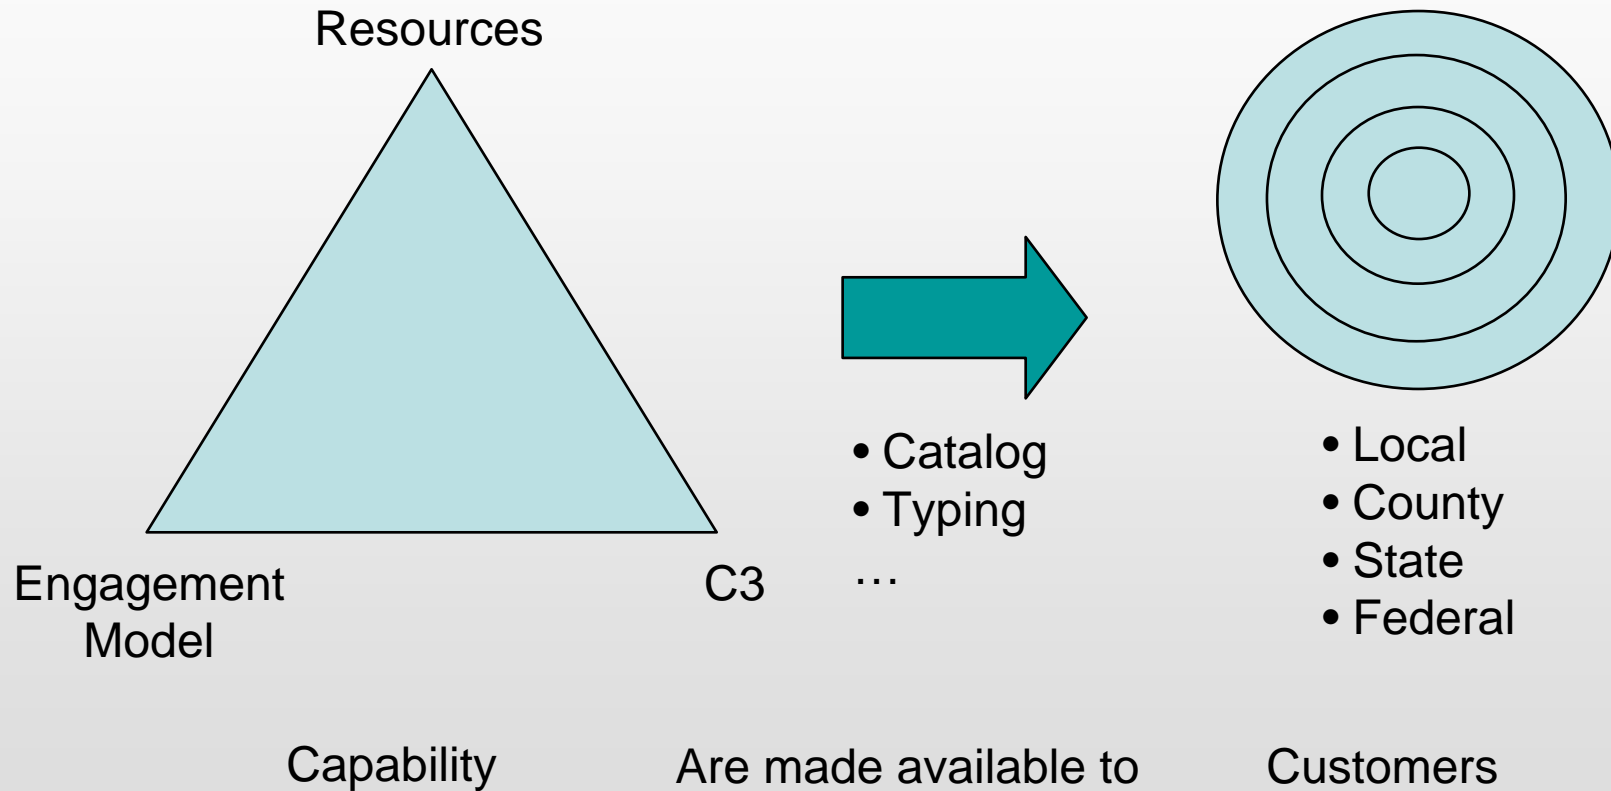 Resources
Engagement
Model
C3
• Catalog
• Typing
…
• Local
• County
• State
• Federal
Capability
Are made available to
Customers